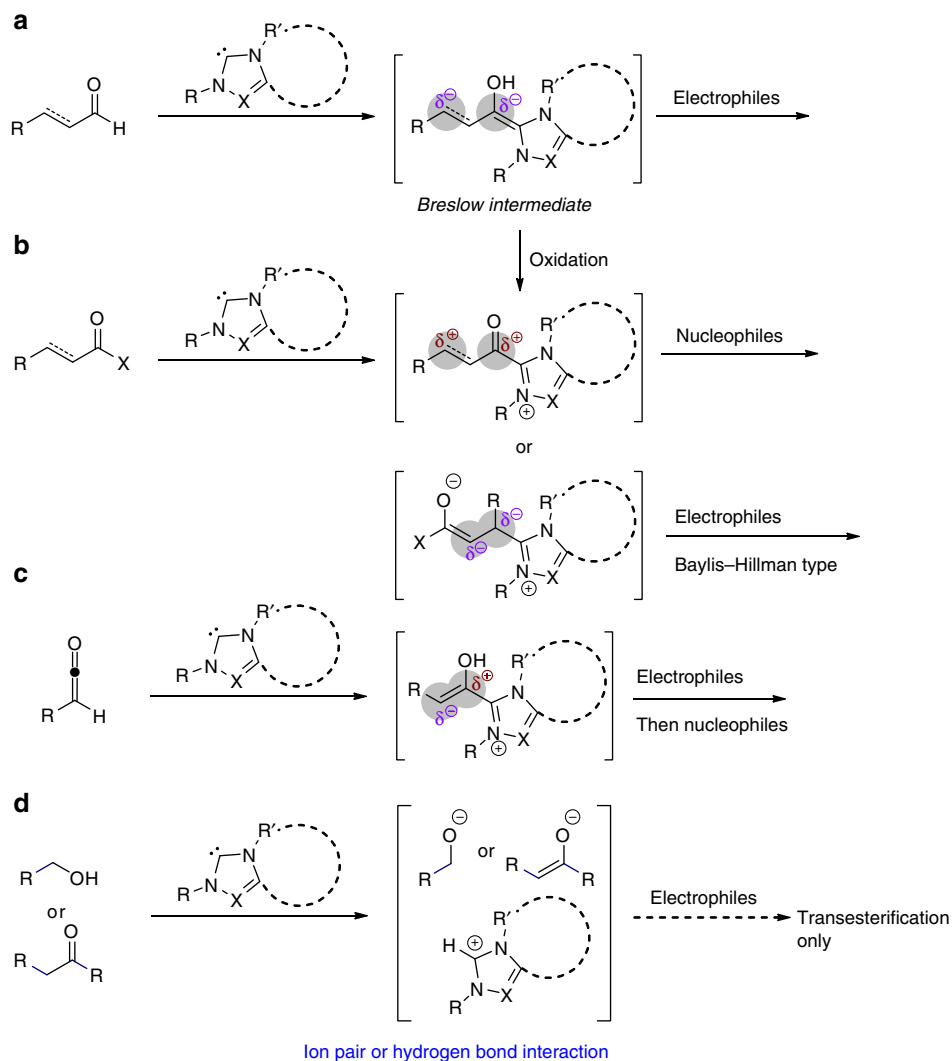 a
O
R
H
R′
N
N
R
X
OH
δ⊖
δ⊖
R
R′
N
N
X
R
Electrophiles
Breslow intermediate
Oxidation
b
O
R
X
R′
N
N
R
X
O
δ⊕
δ⊕
R
R′
N
N
⊕
X
R
Nucleophiles
or
⊖
O
R
δ⊖
X
δ⊖
R′
N
N
⊕
X
R
Electrophiles
Baylis–Hillman type
c
O
R
H
R′
N
N
R
X
OH
δ⊕
R
δ⊖
R′
N
N
⊕
X
R
Electrophiles
Then nucleophiles
d
R
OH
or
O
R
R
R′
N
N
R
X
⊖
O
R
or
⊖
O
R
R
R′
H
⊕
N
N
X
R
Electrophiles
Transesterification
only
Ion pair or hydrogen bond interaction